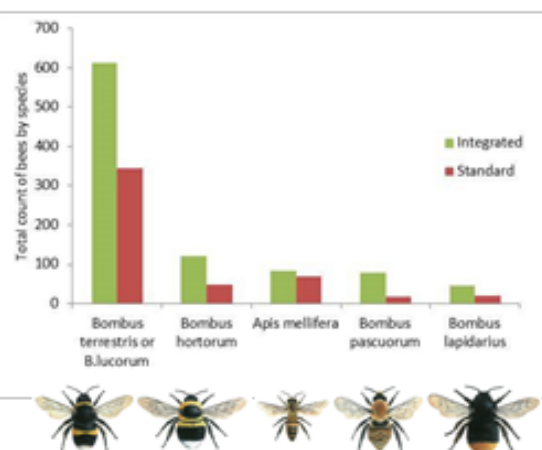 700
600
500
400
300
200
100
0
Total count of bees by species
Integrated
Standard
Bombus
terrestris or
B.lucorum
Bombus
hortorum
Apis mellifera
Bombus
pascuorum
Bombus
lapidarius